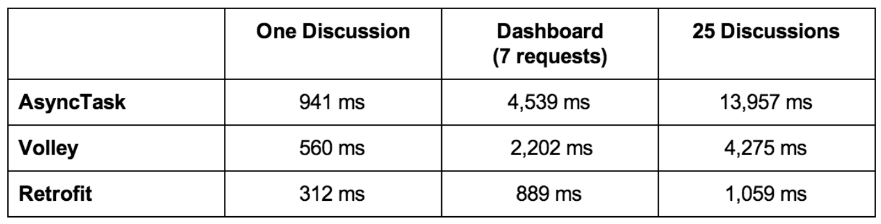 One Discussion Dashboard (7 requests) 25 Discussions
AsyncTask 941 ms 4,539 ms 13,957 ms
Volley 560 ms 2,202 ms 4,275 ms
Retrofit 312 ms 889 ms 1,059 ms